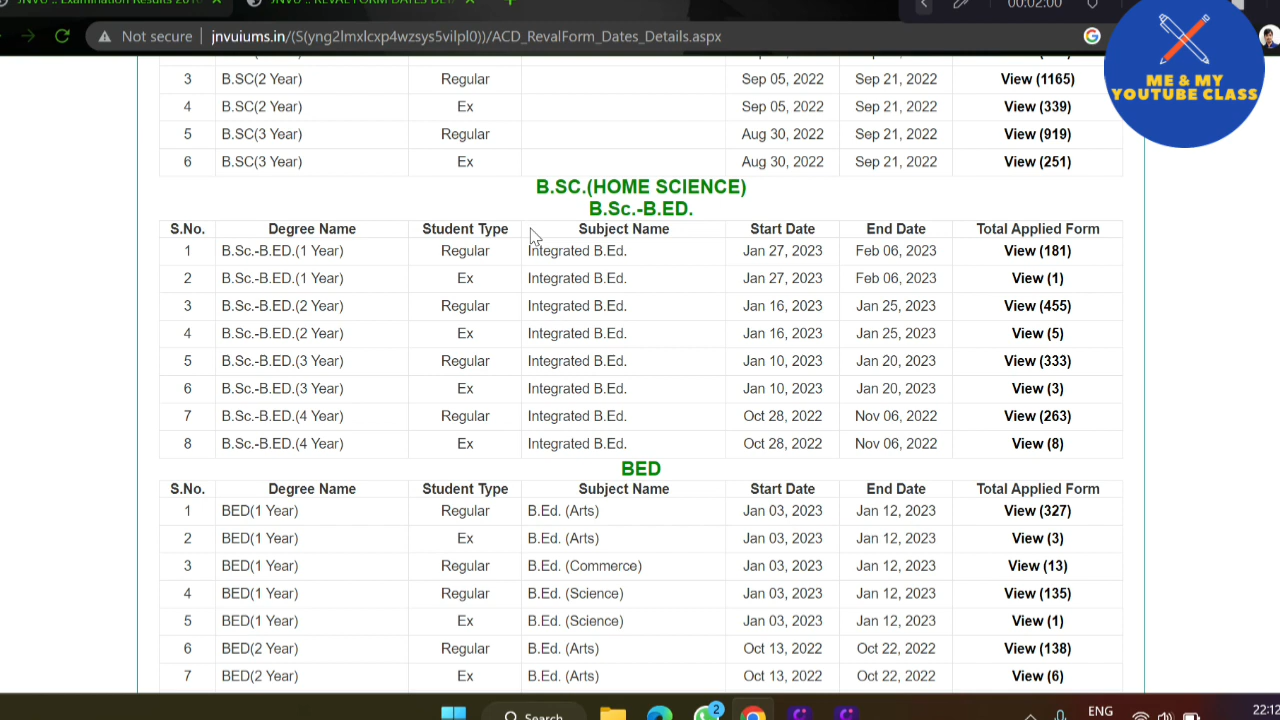 JNVU :: Examination Results 201
JNVU :: REVAL FORM DATES DET
00:02:00
Not secure jnvuiums.in/(S(yng2lmxlcxp4wzsys5vilpl0))/ACD_RevalForm_Dates_Details.aspx
ME & MY
YOUTUBE CLASS
3 B.SC(2 Year) Regular Sep 05, 2022 Sep 21, 2022 View (1165)
4 B.SC(2 Year) Ex Sep 05, 2022 Sep 21, 2022 View (339)
5 B.SC(3 Year) Regular Aug 30, 2022 Sep 21, 2022 View (919)
6 B.SC(3 Year) Ex Aug 30, 2022 Sep 21, 2022 View (251)
B.SC.(HOME SCIENCE)
B.Sc.-B.ED.
S.No. Degree Name Student Type Subject Name Start Date End Date Total Applied Form
1 B.Sc.-B.ED.(1 Year) Regular Integrated B.Ed. Jan 27, 2023 Feb 06, 2023 View (181)
2 B.Sc.-B.ED.(1 Year) Ex Integrated B.Ed. Jan 27, 2023 Feb 06, 2023 View (1)
3 B.Sc.-B.ED.(2 Year) Regular Integrated B.Ed. Jan 16, 2023 Jan 25, 2023 View (455)
4 B.Sc.-B.ED.(2 Year) Ex Integrated B.Ed. Jan 16, 2023 Jan 25, 2023 View (5)
5 B.Sc.-B.ED.(3 Year) Regular Integrated B.Ed. Jan 10, 2023 Jan 20, 2023 View (333)
6 B.Sc.-B.ED.(3 Year) Ex Integrated B.Ed. Jan 10, 2023 Jan 20, 2023 View (3)
7 B.Sc.-B.ED.(4 Year) Regular Integrated B.Ed. Oct 28, 2022 Nov 06, 2022 View (263)
8 B.Sc.-B.ED.(4 Year) Ex Integrated B.Ed. Oct 28, 2022 Nov 06, 2022 View (8)
BED
S.No. Degree Name Student Type Subject Name Start Date End Date Total Applied Form
1 BED(1 Year) Regular B.Ed. (Arts) Jan 03, 2023 Jan 12, 2023 View (327)
2 BED(1 Year) Ex B.Ed. (Arts) Jan 03, 2023 Jan 12, 2023 View (3)
3 BED(1 Year) Regular B.Ed. (Commerce) Jan 03, 2023 Jan 12, 2023 View (13)
4 BED(1 Year) Regular B.Ed. (Science) Jan 03, 2023 Jan 12, 2023 View (135)
5 BED(1 Year) Ex B.Ed. (Science) Jan 03, 2023 Jan 12, 2023 View (1)
6 BED(2 Year) Regular B.Ed. (Arts) Oct 13, 2022 Oct 22, 2022 View (138)
7 BED(2 Year) Ex B.Ed. (Arts) Oct 13, 2022 Oct 22, 2022 View (6)
Search 2 ENG 22:12